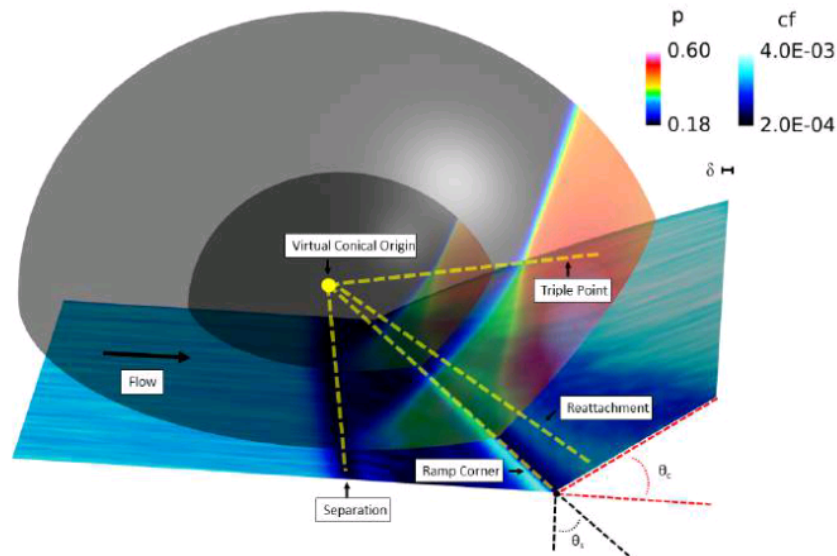 p cf
0.60 4.0E-03
0.18 2.0E-04
δ
Virtual Conical Origin
Triple Point
Flow
Reattachment
Ramp Corner
θc
Separation
θs